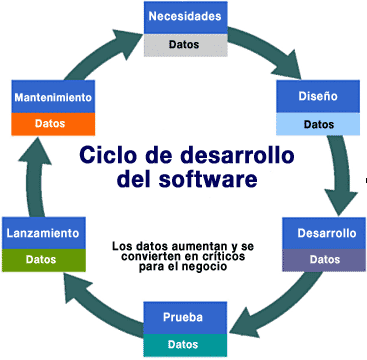 Necesidades
Datos
Diseño
Datos
Desarrollo
Datos
Prueba
Datos
Lanzamiento
Datos
Mantenimiento
Datos
Ciclo de desarrollo
del software
Los datos aumentan y se
convierten en críticos
para el negocio